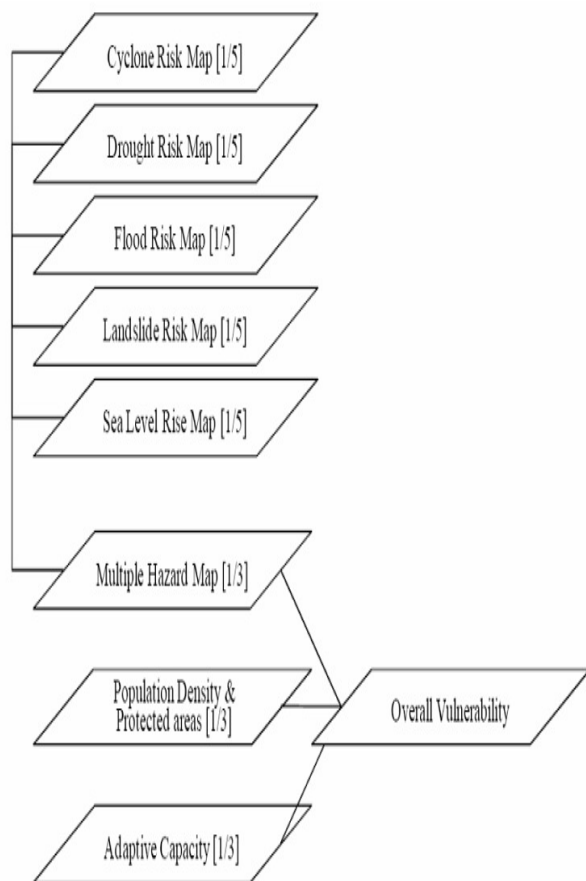 Cyclone Risk Map [1/5]
Drought Risk Map [1/5]
Flood Risk Map [1/5]
Landslide Risk Map [1/5]
Sea Level Rise Map [1/5]
Multiple Hazard Map [1/3]
Population Density &
Protected areas [1/3]
Overall Vulnerability
Adaptive Capacity [1/3]